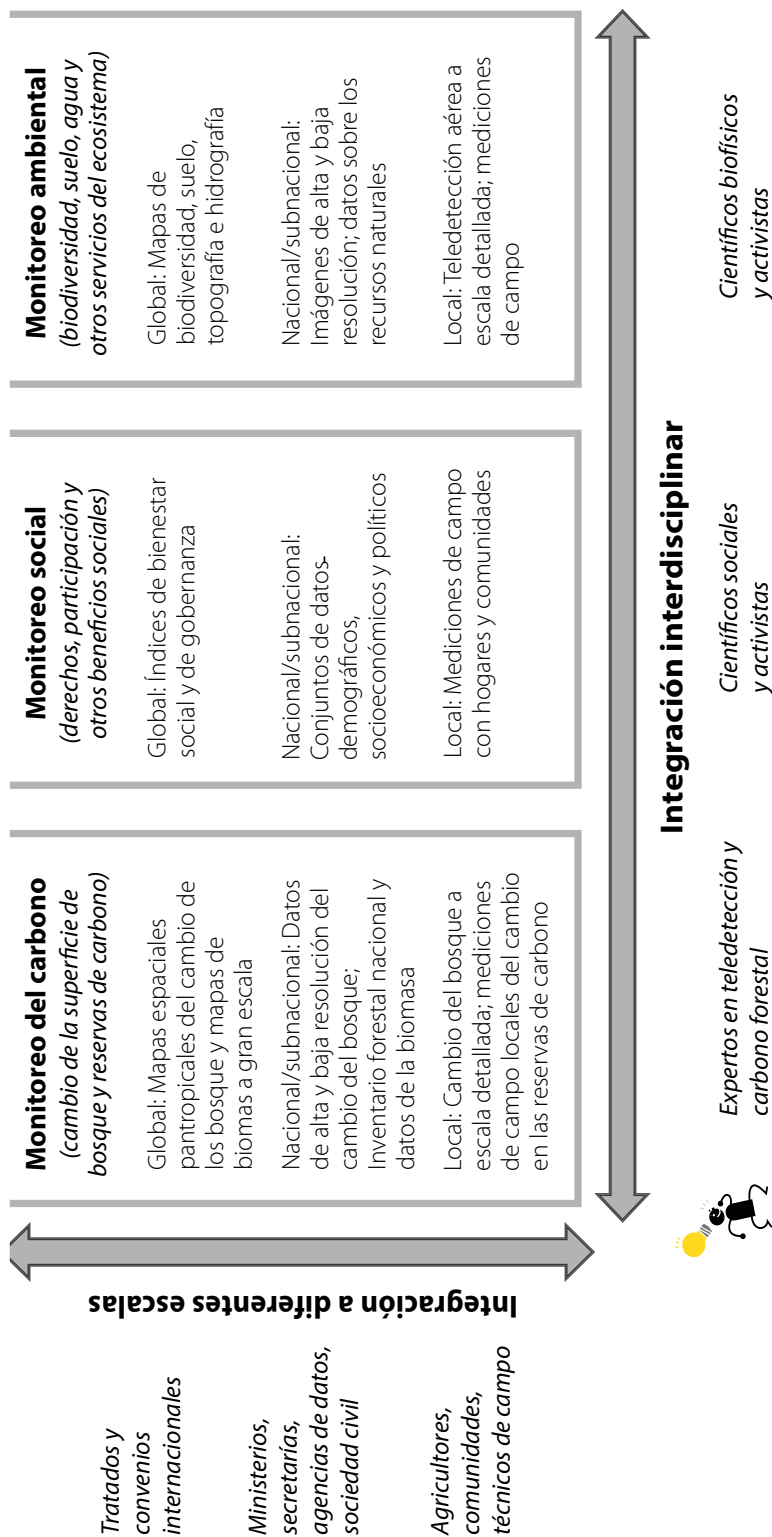 Monitoreo del carbono
(cambio de la superficie de
bosque y reservas de carbono)
Global: Mapas espaciales
pantropicales del cambio de
los bosque y mapas de
biomas a gran escala
Nacional/subnacional: Datos
de alta y baja resolución del
cambio del bosque;
Inventario forestal nacional y
datos de la biomasa
Local: Cambio del bosque a
escala detallada; mediciones
de campo locales del cambio
en las reservas de carbono
Monitoreo social
(derechos, participación y
otros beneficios sociales)
Global: Índices de bienestar
social y de gobernanza
Nacional/subnacional:
Conjuntos de datos-
demográficos,
socioeconómicos y políticos
Local: Mediciones de campo
con hogares y comunidades
Monitoreo ambiental
(biodiversidad, suelo, agua y
otros servicios del ecosistema)
Global: Mapas de
biodiversidad, suelo,
topografía e hidrografía
Nacional/subnacional:
Imágenes de alta y baja
resolución; datos sobre los
recursos naturales
Local: Teledetección aérea a
escala detallada; mediciones
de campo
Integración a diferentes escalas
Tratados y
convenios
internacionales
Ministerios,
secretarías,
agencias de datos,
sociedad civil
Agricultores,
comunidades,
técnicos de campo
Integración interdisciplinar
Expertos en teledetección y
carbono forestal
Científicos sociales
y activistas
Científicos biofísicos
y activistas